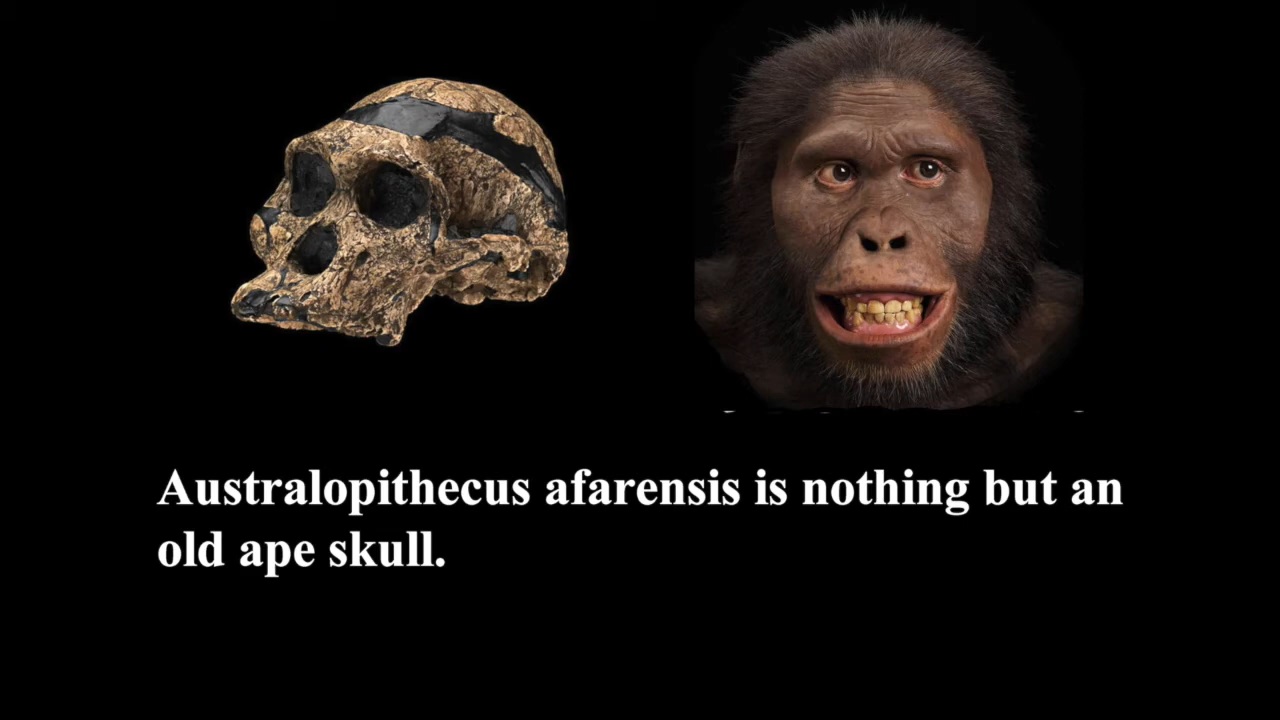 Australopithecus afarensis is nothing but an
old ape skull.